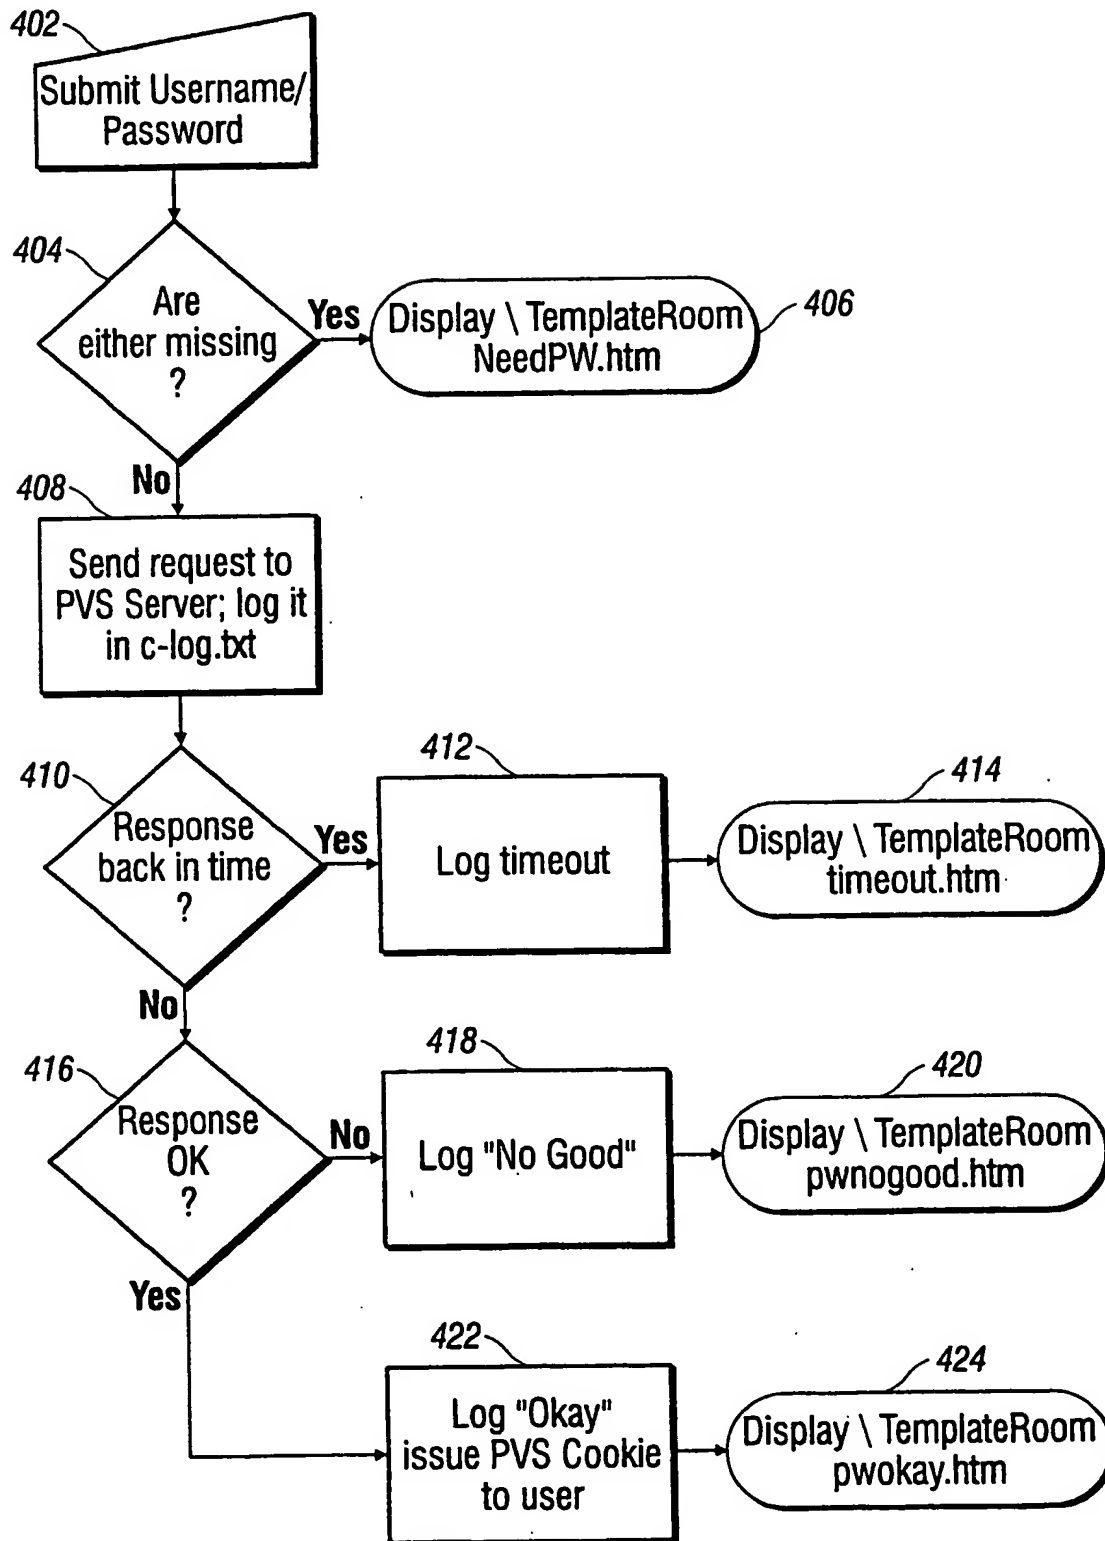 402
Submit Username/
Password
404
Are
either missing
?
Yes
Display \ TemplateRoom
NeedPW.htm
406
No
408
Send request to
PVS Server; log it
in c-log.txt
410
Response
back in time
?
Yes
412
Log timeout
414
Display \ TemplateRoom
timeout.htm
No
416
Response
OK
?
No
418
Log "No Good"
420
Display \ TemplateRoom
pwnogood.htm
Yes
422
Log "Okay"
issue PVS Cookie
to user
424
Display \ TemplateRoom
pwokay.htm